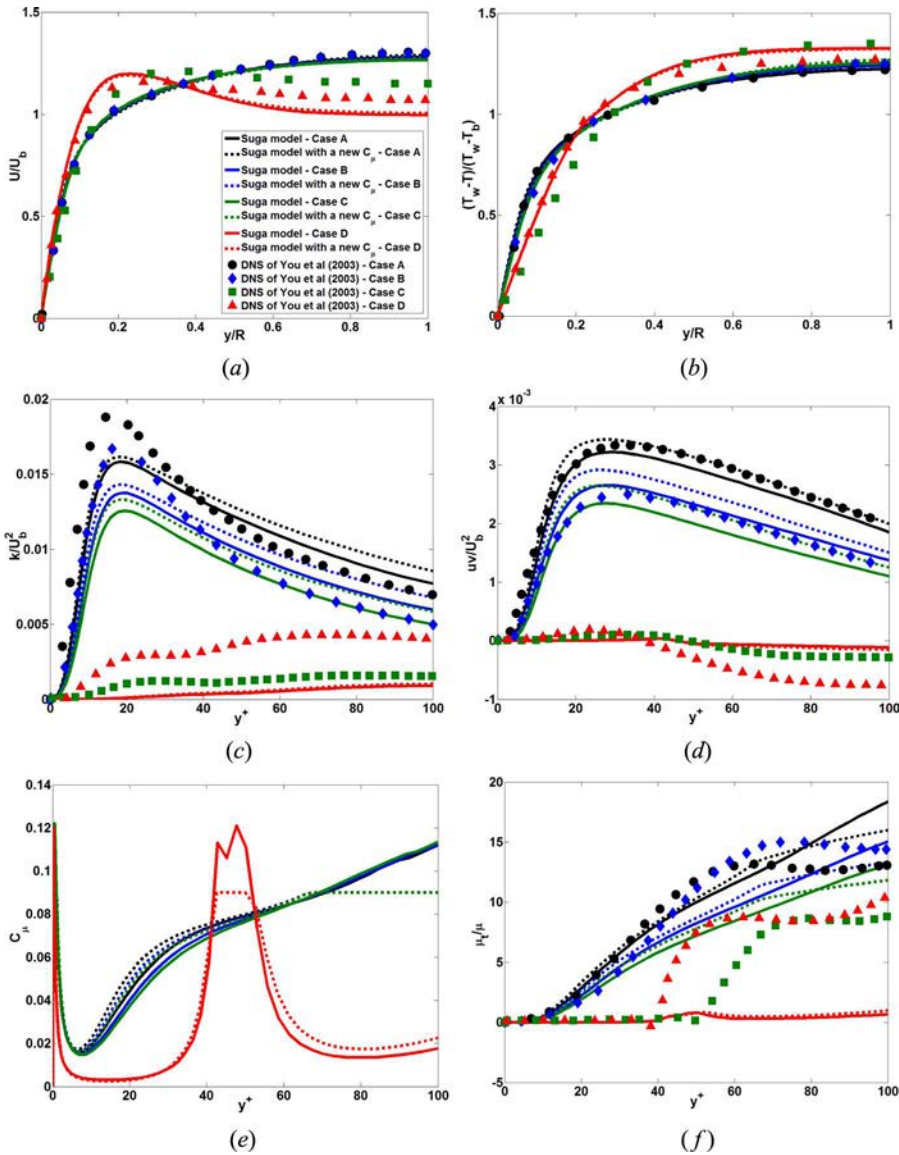 1.5
1
0.5
0
U/U_b
0 0.2 0.4 0.6 0.8 1
y/R
Suga model - Case A
Suga model with a new C_μ - Case A
Suga model - Case B
Suga model with a new C_μ - Case B
Suga model - Case C
Suga model with a new C_μ - Case C
Suga model - Case D
Suga model with a new C_μ - Case D
DNS of You et al (2003) - Case A
DNS of You et al (2003) - Case B
DNS of You et al (2003) - Case C
DNS of You et al (2003) - Case D
(a)
1.5
1
0.5
0
(T_w-T)/(T_w-T_b)
0 0.2 0.4 0.6 0.8 1
y/R
(b)
0.02
0.015
0.01
0.005
0
k/U_b^2
0 20 40 60 80 100
y^+
(c)
x 10^-3
4
3
2
1
0
-1
uv/U_b^2
0 20 40 60 80 100
y^+
(d)
0.14
0.12
0.1
0.08
0.06
0.04
0.02
0
C_μ
0 20 40 60 80 100
y^+
(e)
20
15
10
5
0
-5
μ_t/μ
0 20 40 60 80 100
y^+
(f)